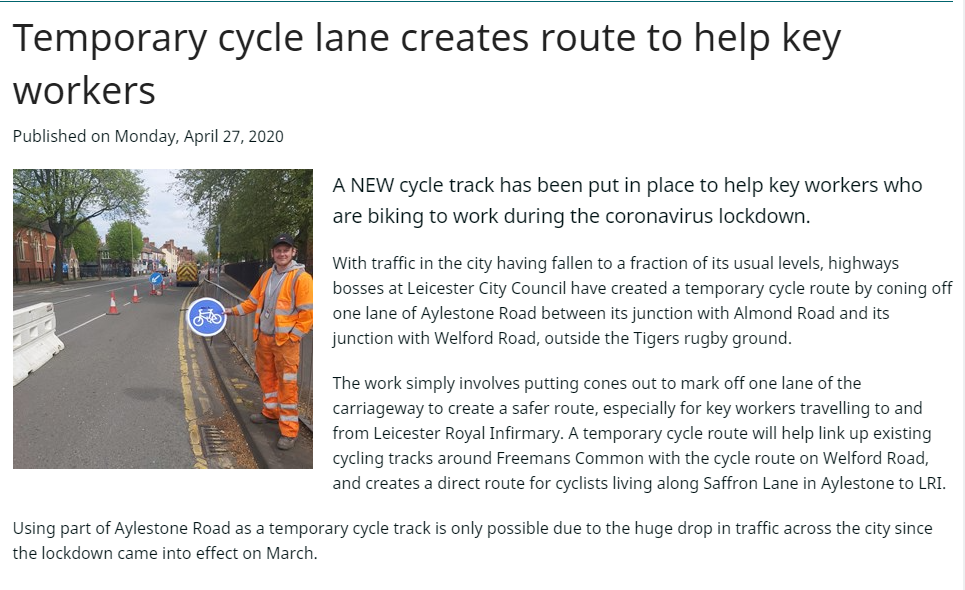 Temporary cycle lane creates route to help key
workers
Published on Monday, April 27, 2020
A NEW cycle track has been put in place to help key workers who
are biking to work during the coronavirus lockdown.
With traffic in the city having fallen to a fraction of its usual levels, highways
bosses at Leicester City Council have created a temporary cycle route by coning off
one lane of Aylestone Road between its junction with Almond Road and its
junction with Welford Road, outside the Tigers rugby ground.
The work simply involves putting cones out to mark off one lane of the
carriageway to create a safer route, especially for key workers travelling to and
from Leicester Royal Infirmary. A temporary cycle route will help link up existing
cycling tracks around Freemans Common with the cycle route on Welford Road,
and creates a direct route for cyclists living along Saffron Lane in Aylestone to LRI.
Using part of Aylestone Road as a temporary cycle track is only possible due to the huge drop in traffic across the city since
the lockdown came into effect on March.